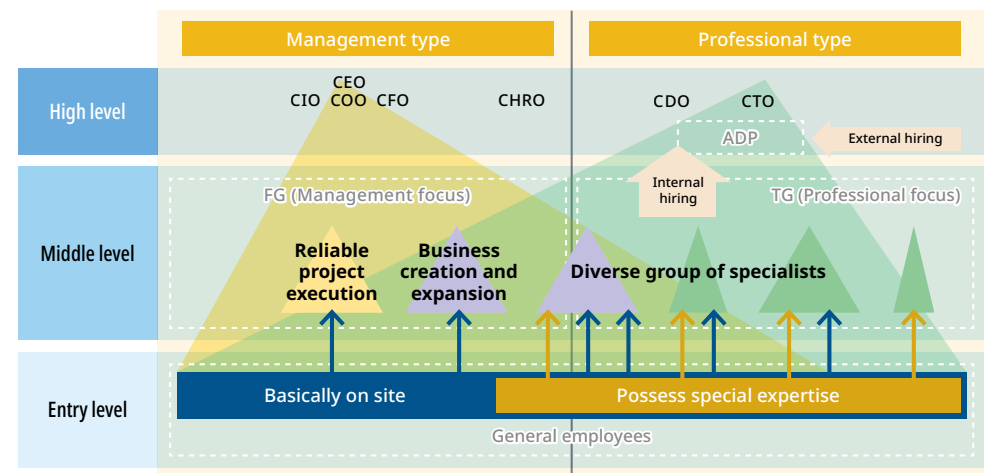 Management type
Professional type
High level
CEO
CIO COO CFO
CHRO
CDO
CTO
ADP
External hiring
Internal
hiring
Middle level
FG (Management focus)
TG (Professional focus)
Reliable
project
execution
Business
creation and
expansion
Diverse group of specialists
Entry level
Basically on site
Possess special expertise
General employees